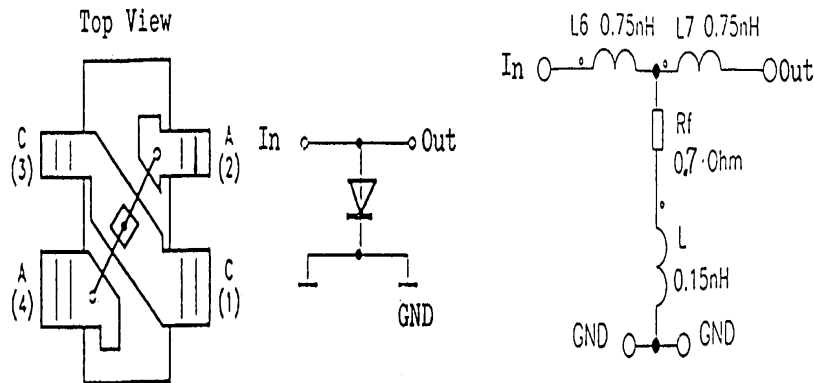 Top View
C
(3)
A
(2)
A
(4)
C
(1)
In
Out
GND
L6 0.75nH
L7 0.75nH
In
Out
Rf
0.7·Ohm
L
0.15nH
GND
GND